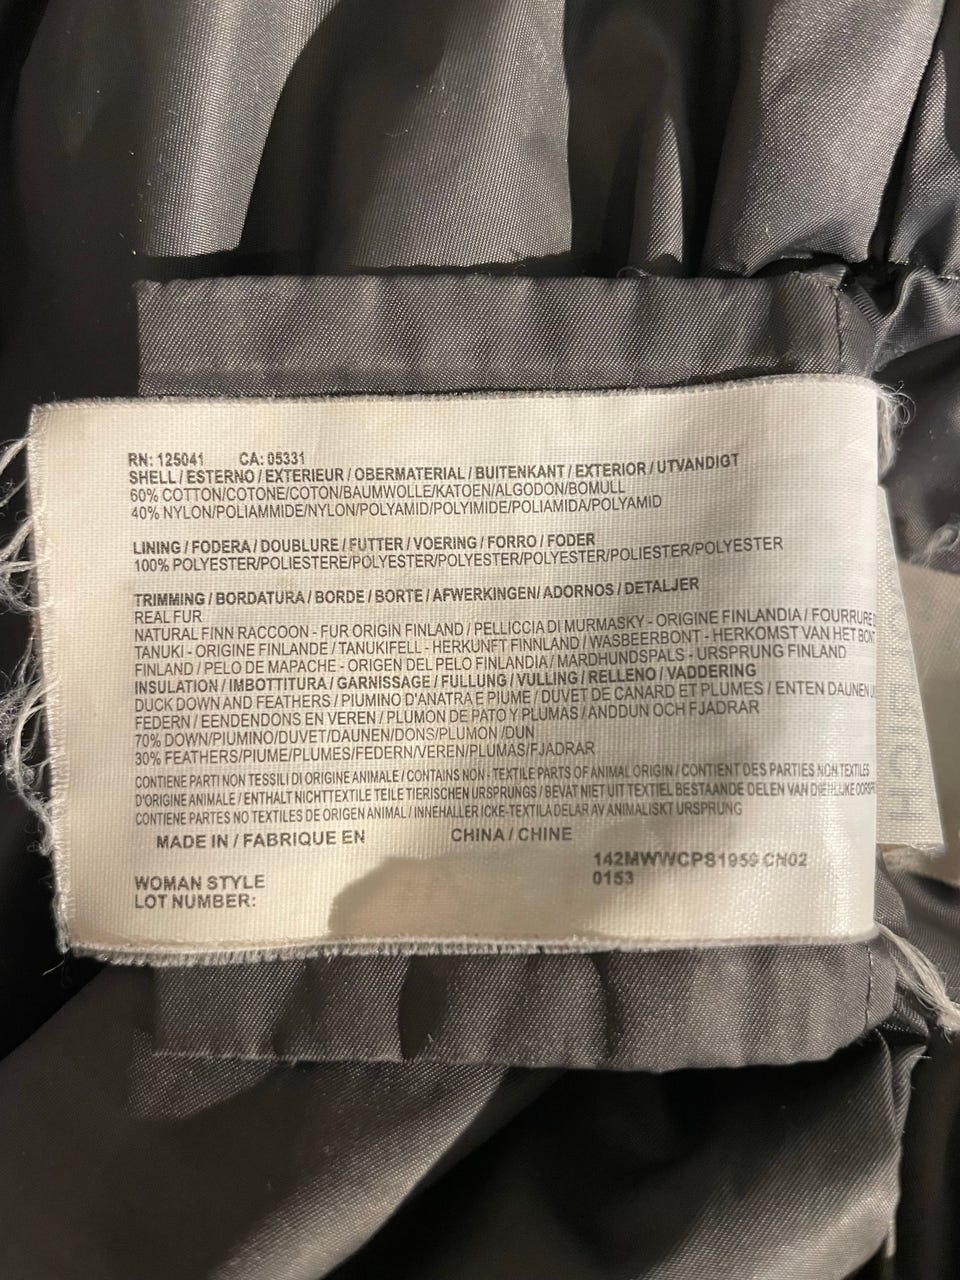 RN: 125041 CA: 05331
SHELL / ESTERNO / EXTERIEUR / OBERMATERIAL / BUITENKANT / EXTERIOR / UTVANDIGT
60% COTTON/COTONE/COTON/BAUMWOLLE/KATOEN/ALGODON/BOMULL
40% NYLON/POLIAMMIDE/NYLON/POLYAMID/POLYIMIDE/POLIAMIDA/POLYAMID
LINING / FODERA / DOUBLURE / FUTTER / VOERING / FORRO / FODER
100% POLYESTER/POLIESTERE/POLYESTER/POLYESTER/POLYESTER/POLIESTER/POLYESTER
TRIMMING / BORDATURA / BORDE / BORTE / AFWERKINGEN/ ADORNOS / DETALJER
REAL FUR
NATURAL FINN RACCOON - FUR ORIGIN FINLAND / PELLICCIA DI MURMASKY - ORIGINE FINLANDIA / FOURRURE
TANUKI - ORIGINE FINLANDE / TANUKIFELL - HERKUNFT FINNLAND / WASBEERBONT - HERKOMST VAN HET BONT
FINLAND / PELO DE MAPACHE - ORIGEN DEL PELO FINLANDIA / MARDHUNDSPALS - URSPRUNG FINLAND
INSULATION / IMBOTTITURA / GARNISSAGE / FULLUNG / VULLING / RELLENO / VADDERING
DUCK DOWN AND FEATHERS / PIUMINO D'ANATRA E PIUME / DUVET DE CANARD ET PLUMES / ENTEN DAUNEN
FEDERN / EENDENDONS EN VEREN / PLUMON DE PATO Y PLUMAS / ANDDUN OCH FJADRAR
70% DOWN/PIUMINO/DUVET/DAUNEN/DONS/PLUMON /DUN
30% FEATHERS/PIUME/PLUMES/FEDERN/VEREN/PLUMAS/FJADRAR
CONTIENE PARTI NON TESSILI DI ORIGINE ANIMALE / CONTAINS NON - TEXTILE PARTS OF ANIMAL ORIGIN / CONTIENT DES PARTIES NON TEXTILES
D'ORIGINE ANIMALE / ENTHALT NICHTTEXTILE TEILE TIERISCHEN URSPRUNGS / BEVAT NIET UIT TEXTIEL BESTAANDE DELEN VAN DIERLIJKE
CONTIENE PARTES NO TEXTILES DE ORIGEN ANIMAL / INNEHALLER ICKE-TEXTILA DELAR AV ANIMALISKT URSPRUNG
MADE IN / FABRIQUE EN CHINA / CHINE
142MWWCPS1959 CN02
0153
WOMAN STYLE
LOT NUMBER: